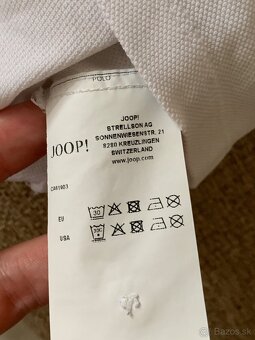 POLO
JOOP!
JOOP!
STRELLSON AG
SONNENWIESENSTR. 21
8280 KREUZLINGEN
SWITZERLAND
www.joop.com
EU
30
USA
Bazos.sk